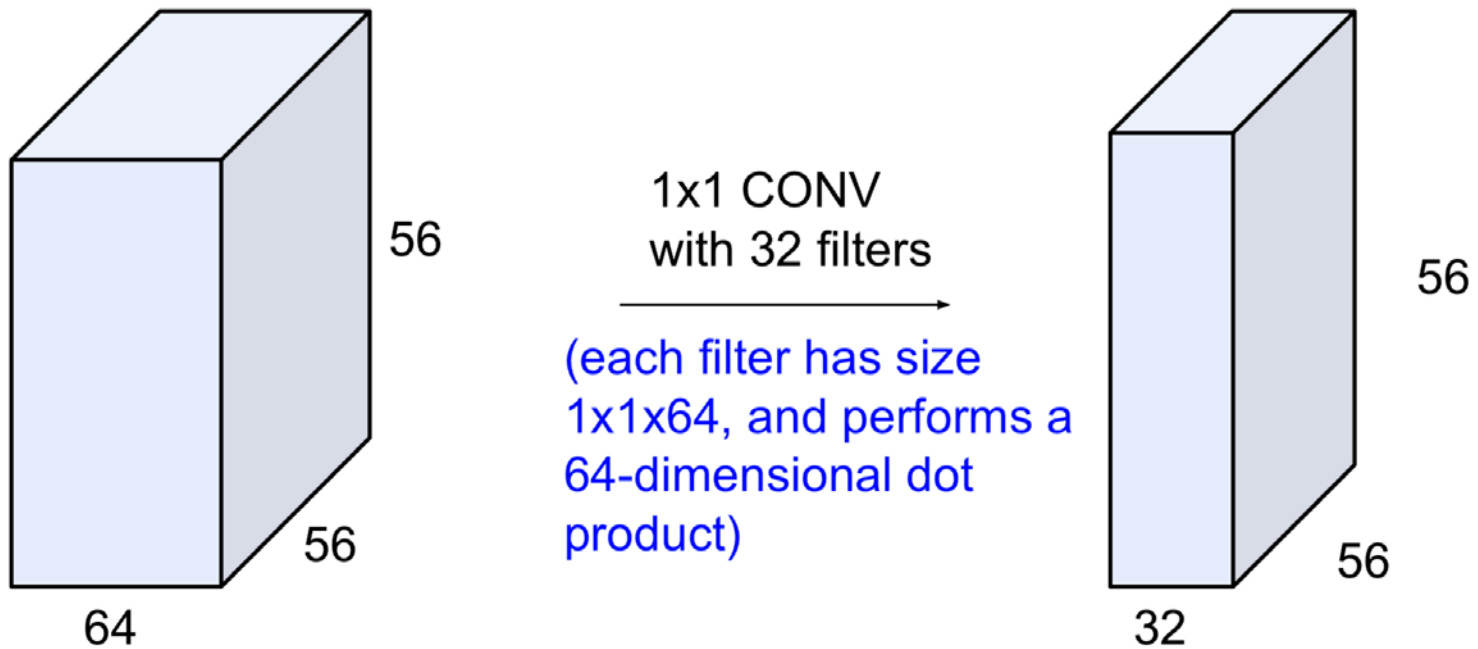 56
56
64
1x1 CONV
with 32 filters
(each filter has size
1x1x64, and performs a
64-dimensional dot
product)
56
56
32